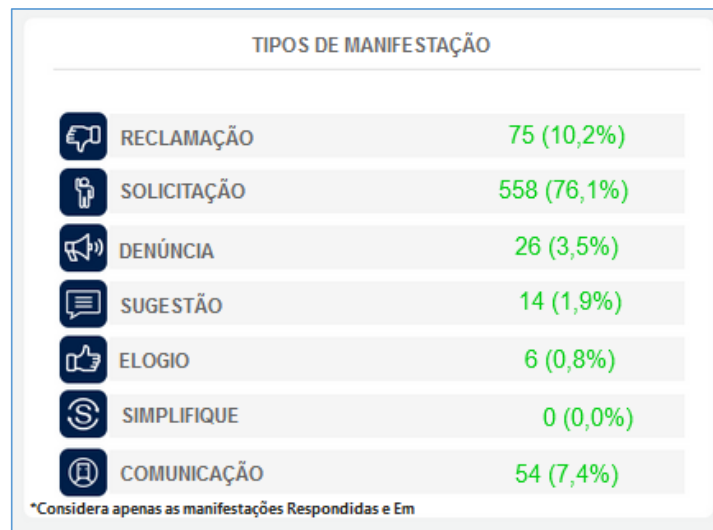 TIPOS DE MANIFESTAÇÃO
RECLAMAÇÃO 75 (10,2%)
SOLICITAÇÃO 558 (76,1%)
DENÚNCIA 26 (3,5%)
SUGESTÃO 14 (1,9%)
ELOGIO 6 (0,8%)
SIMPLIFIQUE 0 (0,0%)
COMUNICAÇÃO 54 (7,4%)
*Considera apenas as manifestações Respondidas e Em